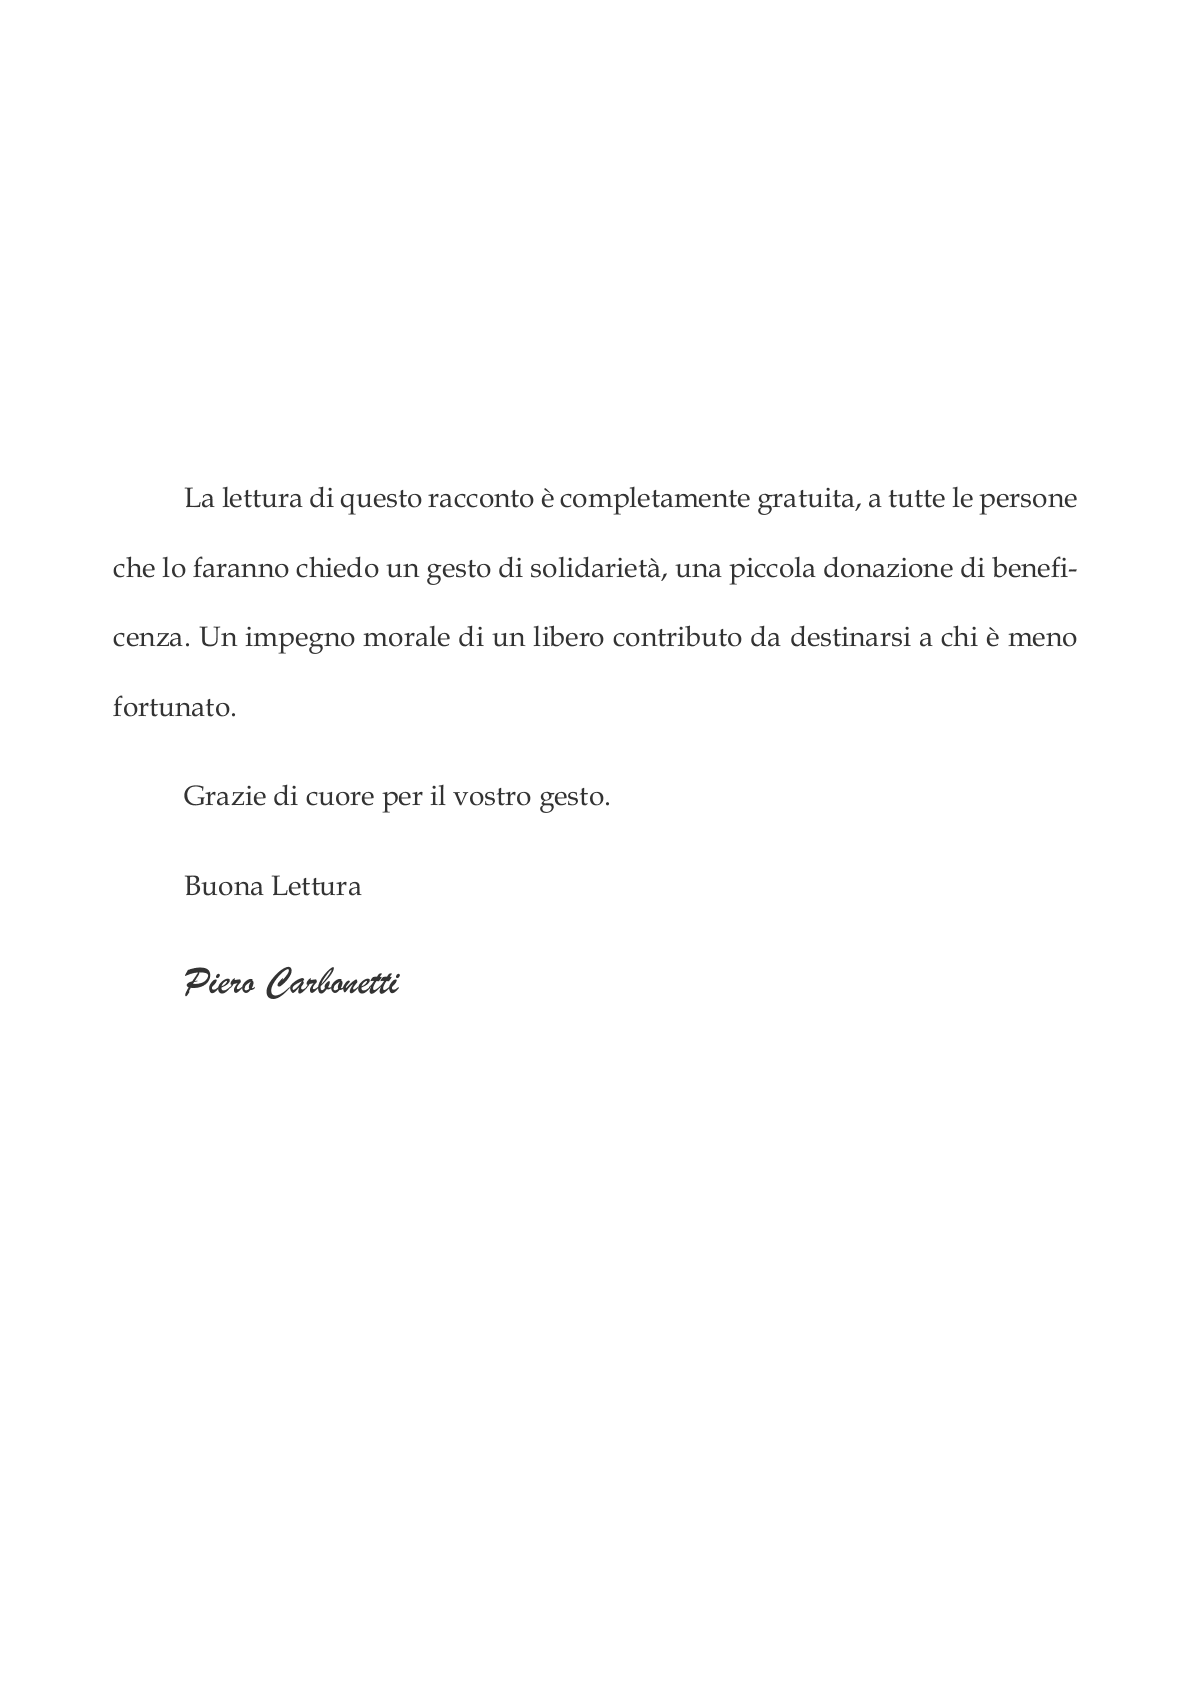 La lettura di questo racconto è completamente gratuita, a tutte le persone
che lo faranno chiedo un gesto di solidarietà, una piccola donazione di benefi-
cenza. Un impegno morale di un libero contributo da destinarsi a chi è meno
fortunato.
Grazie di cuore per il vostro gesto.
Buona Lettura
Piero Carbonetti